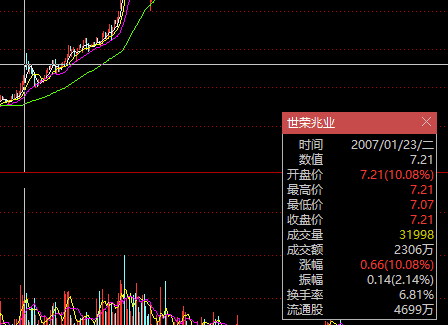 世荣兆业
时间 2007/01/23/二
数值 7.21
开盘价 7.21(10.08%)
最高价 7.21
最低价 7.07
收盘价 7.21
成交量 31998
成交额 2306万
涨幅 0.66(10.08%)
振幅 0.14(2.14%)
换手率 6.81%
流通股 4699万